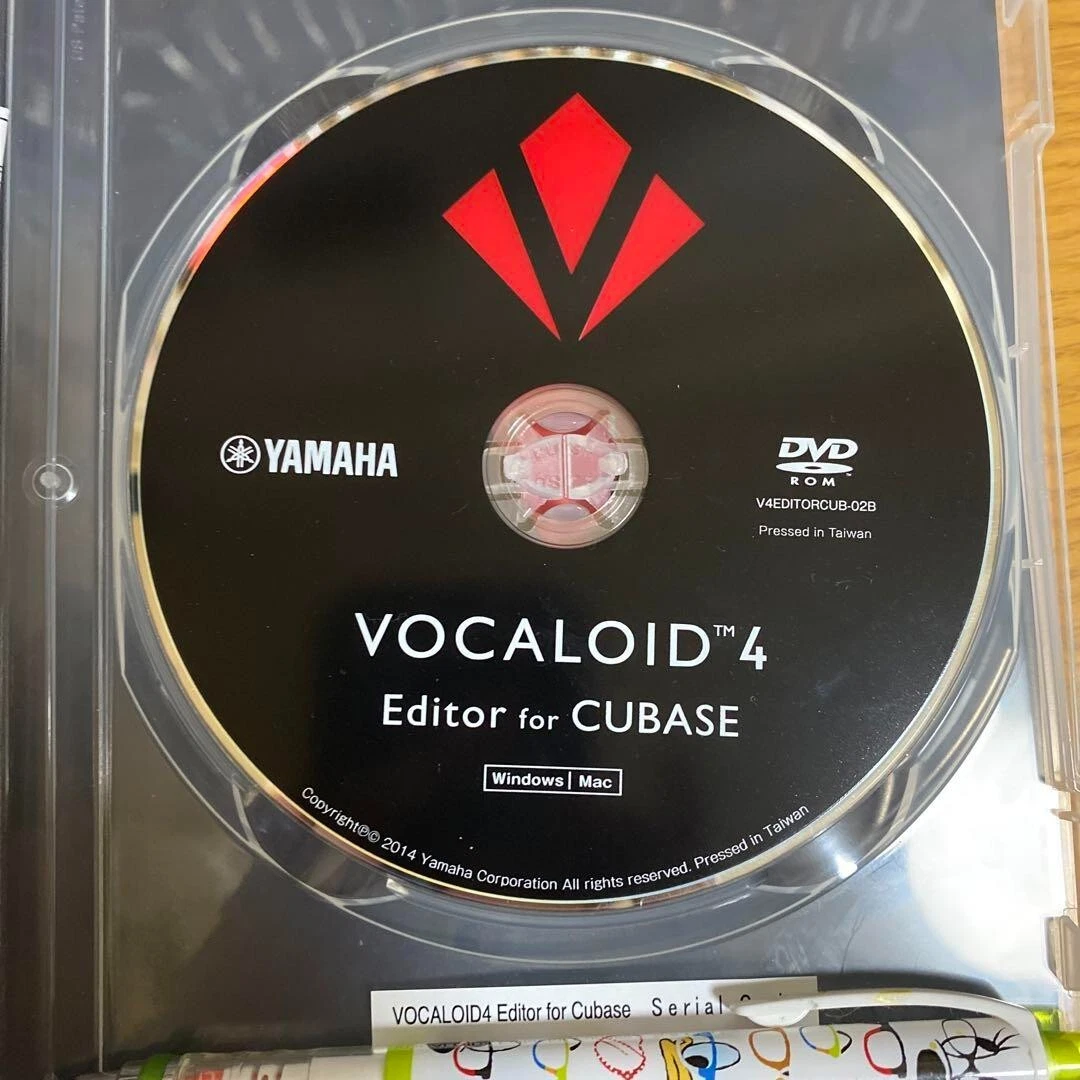 YAMAHA
DVD
ROM
V4EDITORCUB-02B
Pressed in Taiwan
VOCALOID™4
Editor for CUBASE
Windows | Mac
Copyright℗© 2014 Yamaha Corporation All rights reserved. Pressed in Taiwan
VOCALOID4 Editor for Cubase Serial